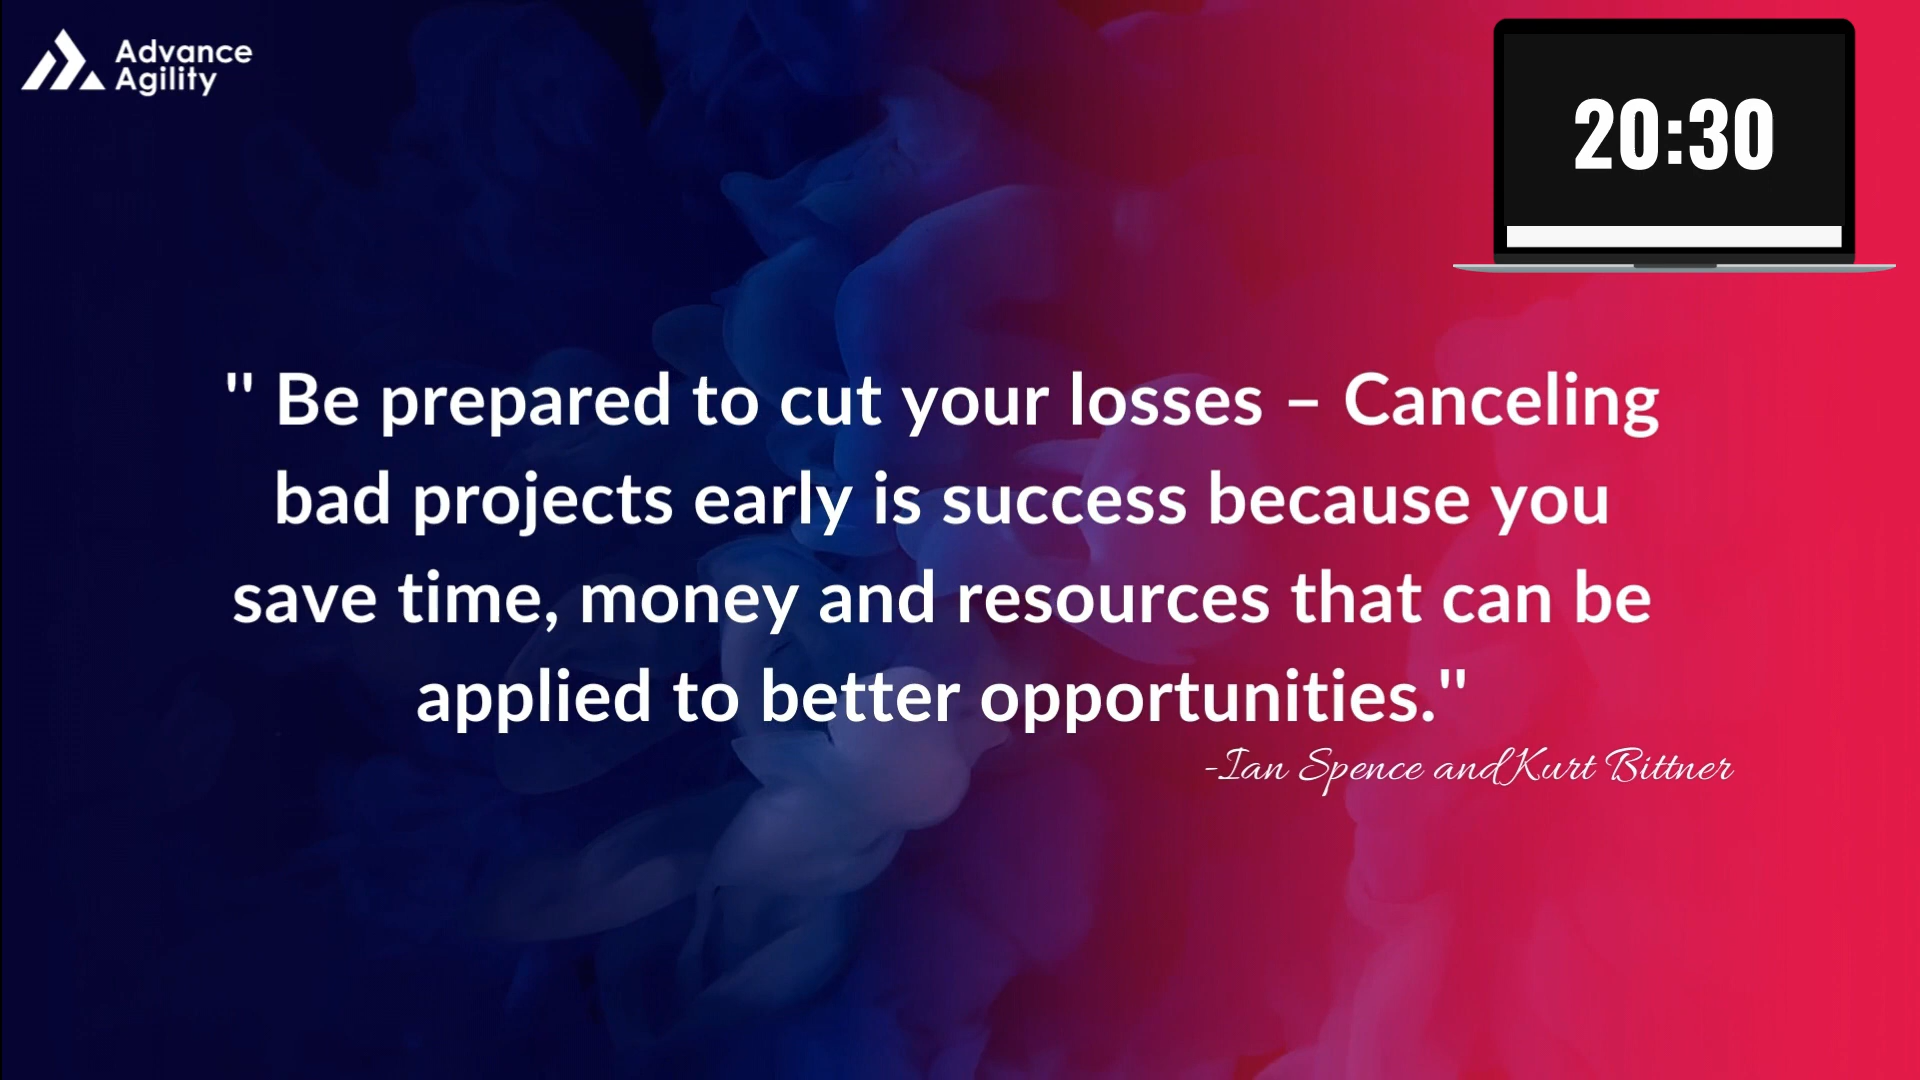 Advance
Agility
20:30
" Be prepared to cut your losses – Canceling
bad projects early is success because you
save time, money and resources that can be
applied to better opportunities."
-Ian Spence and Kurt Bittner